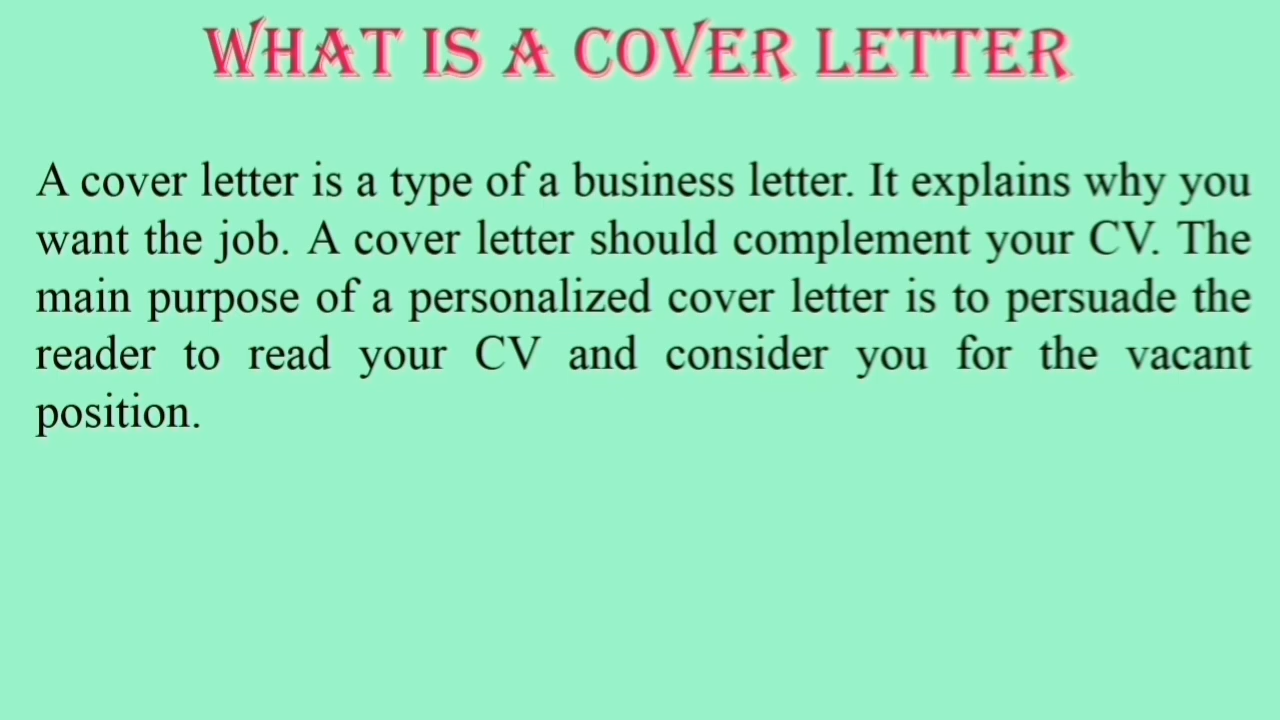 WHAT IS A COVER LETTER
A cover letter is a type of a business letter. It explains why you
want the job. A cover letter should complement your CV. The
main purpose of a personalized cover letter is to persuade the
reader to read your CV and consider you for the vacant
position.